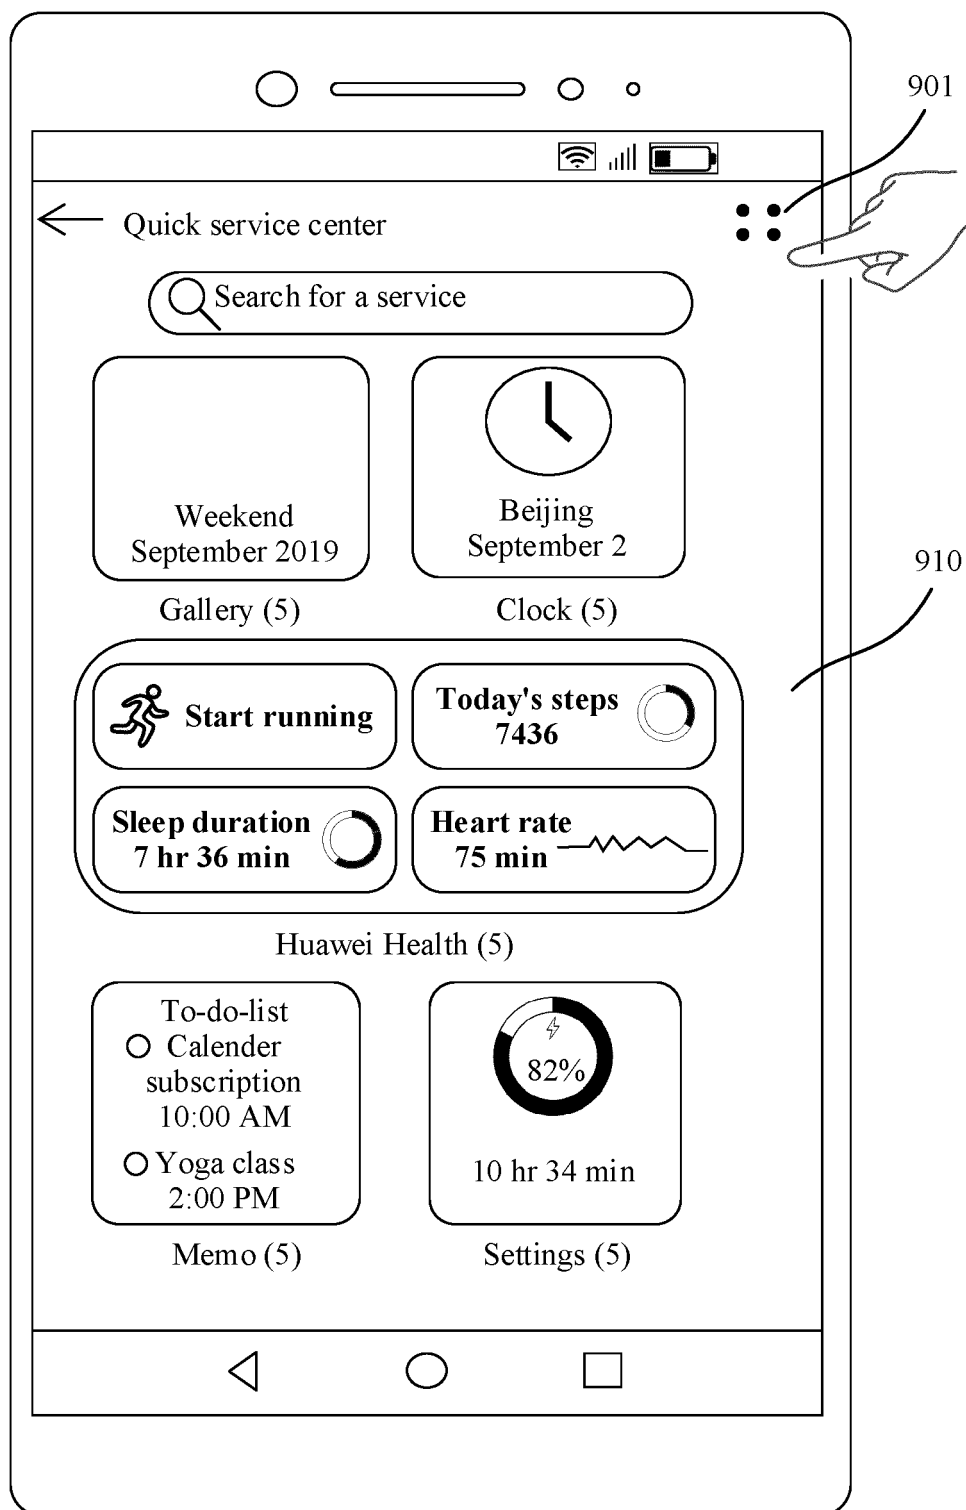 901
Quick service center
Search for a service
Weekend
September 2019
Beijing
September 2
910
Gallery (5)
Clock (5)
Start running
Today's steps
7436
Sleep duration
7 hr 36 min
Heart rate
75 min
Huawei Health (5)
To-do-list
Calender
subscription
10:00 AM
Yoga class
2:00 PM
82%
10 hr 34 min
Memo (5)
Settings (5)